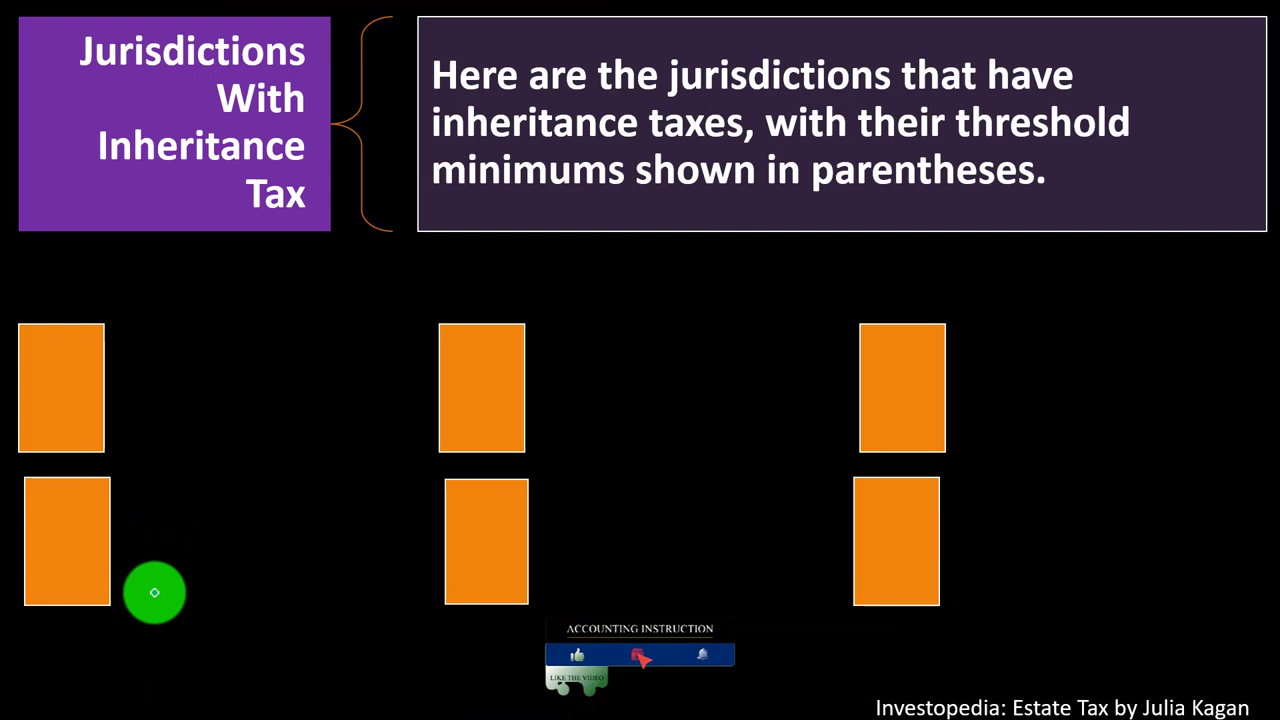 Jurisdictions
With
Inheritance
Tax
Here are the jurisdictions that have
inheritance taxes, with their threshold
minimums shown in parentheses.
ACCOUNTING INSTRUCTION
LIKE THE VIDEO
Investopedia: Estate Tax by Julia Kagan